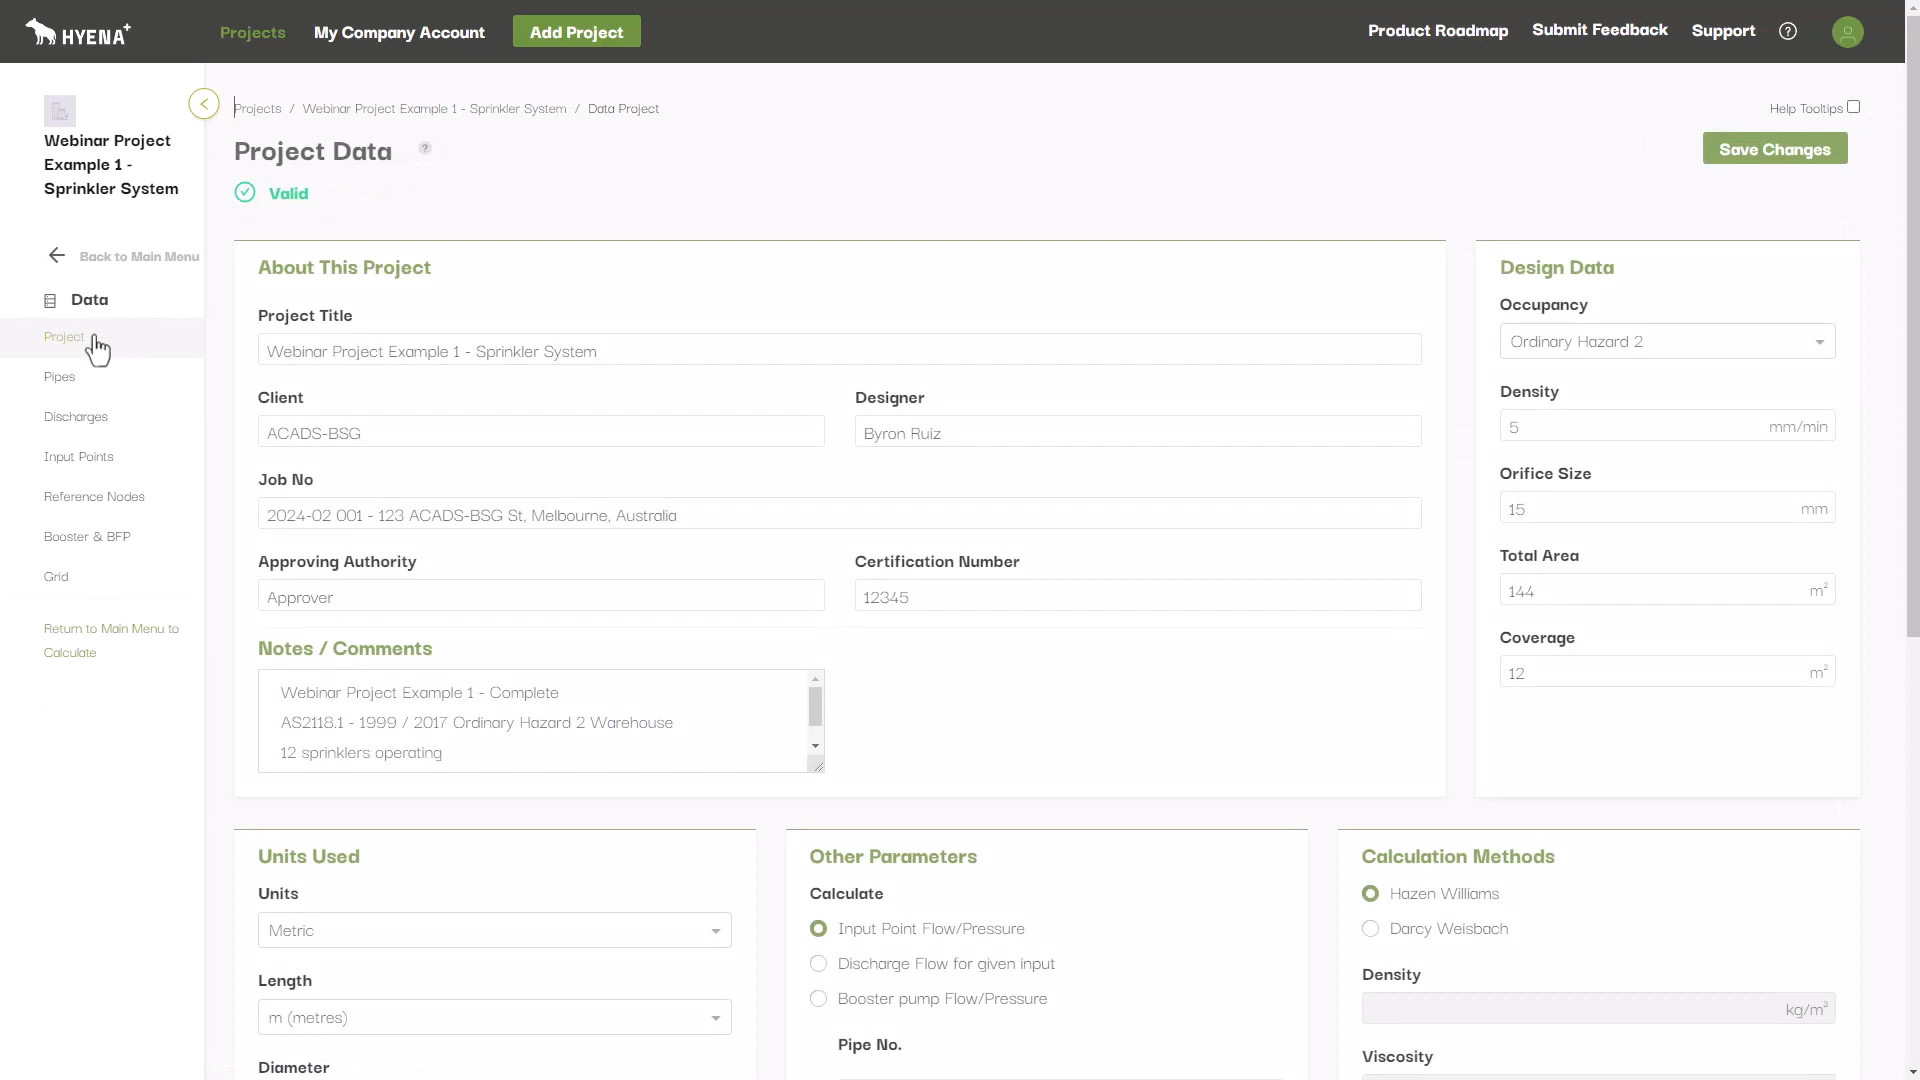 HYENA+
Projects
My Company Account
Add Project
Product Roadmap
Submit Feedback
Support
?
Webinar Project
Example 1 -
Sprinkler System
Back to Main Menu
Data
Project
Pipes
Discharges
Input Points
Reference Nodes
Booster & BFP
Grid
Return to Main Menu to
Calculate
Projects / Webinar Project Example 1 - Sprinkler System / Data Project
Help Tooltips
Project Data ?
Save Changes
Valid
About This Project
Project Title
Webinar Project Example 1 - Sprinkler System
Client
ACADS-BSG
Designer
Byron Ruiz
Job No
2024-02 001 - 123 ACADS-BSG St, Melbourne, Australia
Approving Authority
Approver
Certification Number
12345
Notes / Comments
Webinar Project Example 1 - Complete
AS2118.1 - 1999 / 2017 Ordinary Hazard 2 Warehouse
12 sprinklers operating
Design Data
Occupancy
Ordinary Hazard 2
Density
5 mm/min
Orifice Size
15 mm
Total Area
144 m²
Coverage
12 m²
Units Used
Units
Metric
Length
m (metres)
Diameter
Other Parameters
Calculate
Input Point Flow/Pressure
Discharge Flow for given input
Booster pump Flow/Pressure
Pipe No.
Calculation Methods
Hazen Williams
Darcy Weisbach
Density
kg/m³
Viscosity